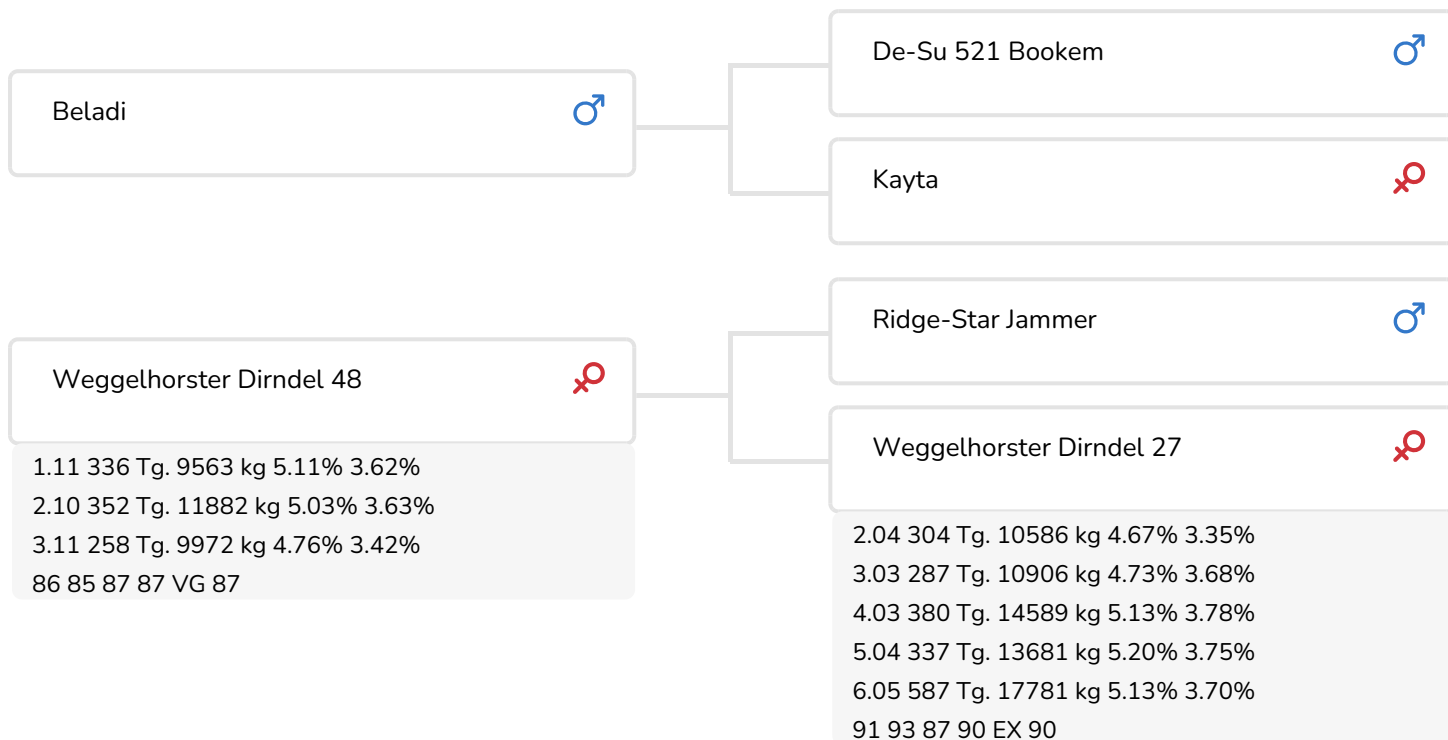 Beladi
Weggelhorster Dirndel 48
1.11 336 Tg. 9563 kg 5.11% 3.62%
2.10 352 Tg. 11882 kg 5.03% 3.63%
3.11 258 Tg. 9972 kg 4.76% 3.42%
86 85 87 87 VG 87
De-Su 521 Bookem
Kayta
Ridge-Star Jammer
Weggelhorster Dirndel 27
2.04 304 Tg. 10586 kg 4.67% 3.35%
3.03 287 Tg. 10906 kg 4.73% 3.68%
4.03 380 Tg. 14589 kg 5.13% 3.78%
5.04 337 Tg. 13681 kg 5.20% 3.75%
6.05 587 Tg. 17781 kg 5.13% 3.70%
91 93 87 90 EX 90